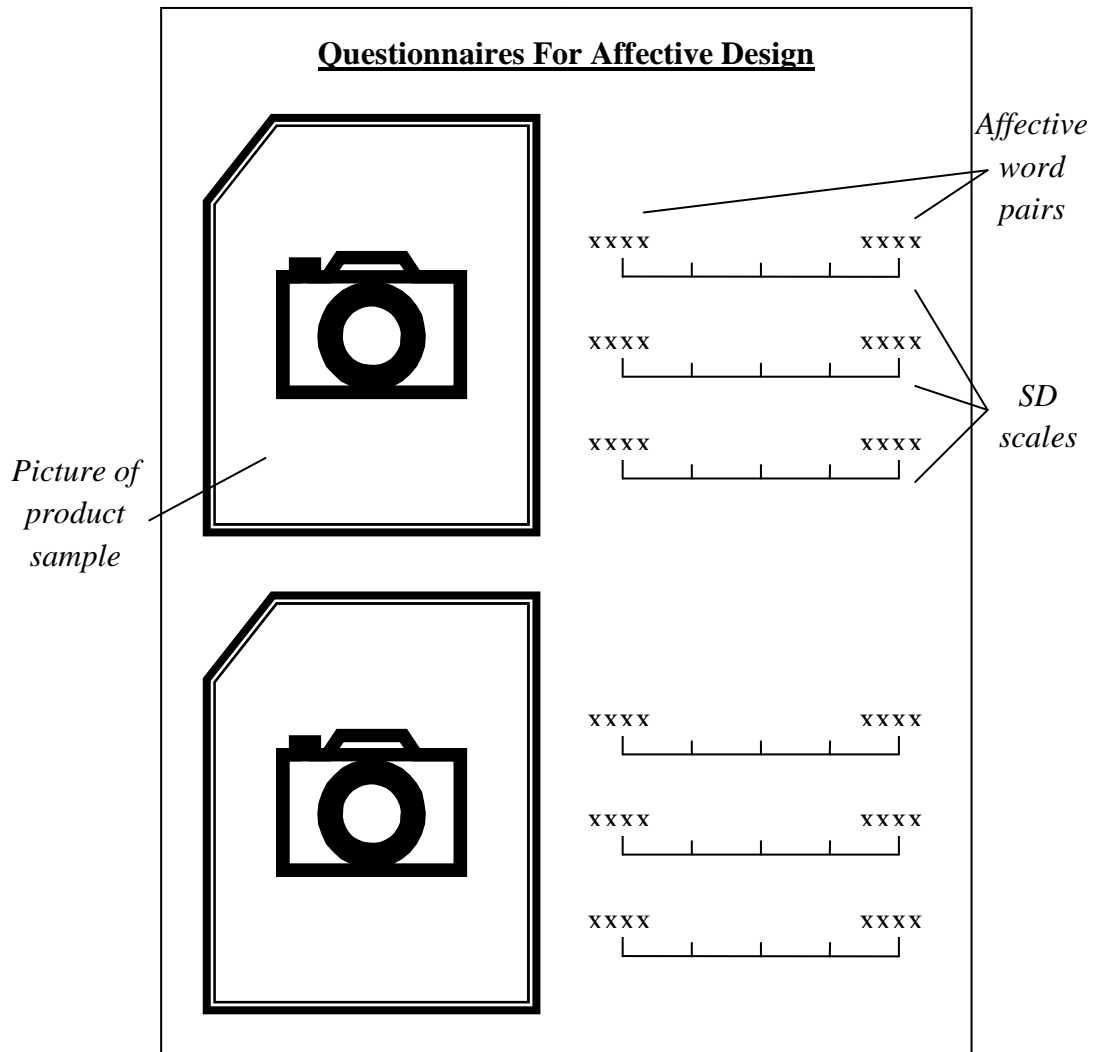 Questionnaires For Affective Design
Affective
word
pairs
xxxx xxxx
xxxx xxxx
SD
scales
xxxx xxxx
Picture of
product
sample
xxxx xxxx
xxxx xxxx
xxxx xxxx